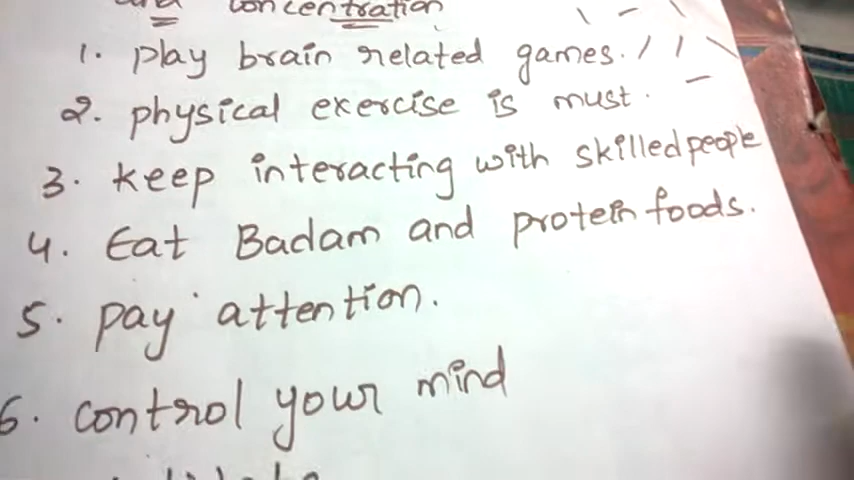 and concentration
1. play brain related games.
2. physical exercise is must.
3. keep interacting with skilled people
4. Eat Badam and protein foods.
5. pay attention.
6. control your mind